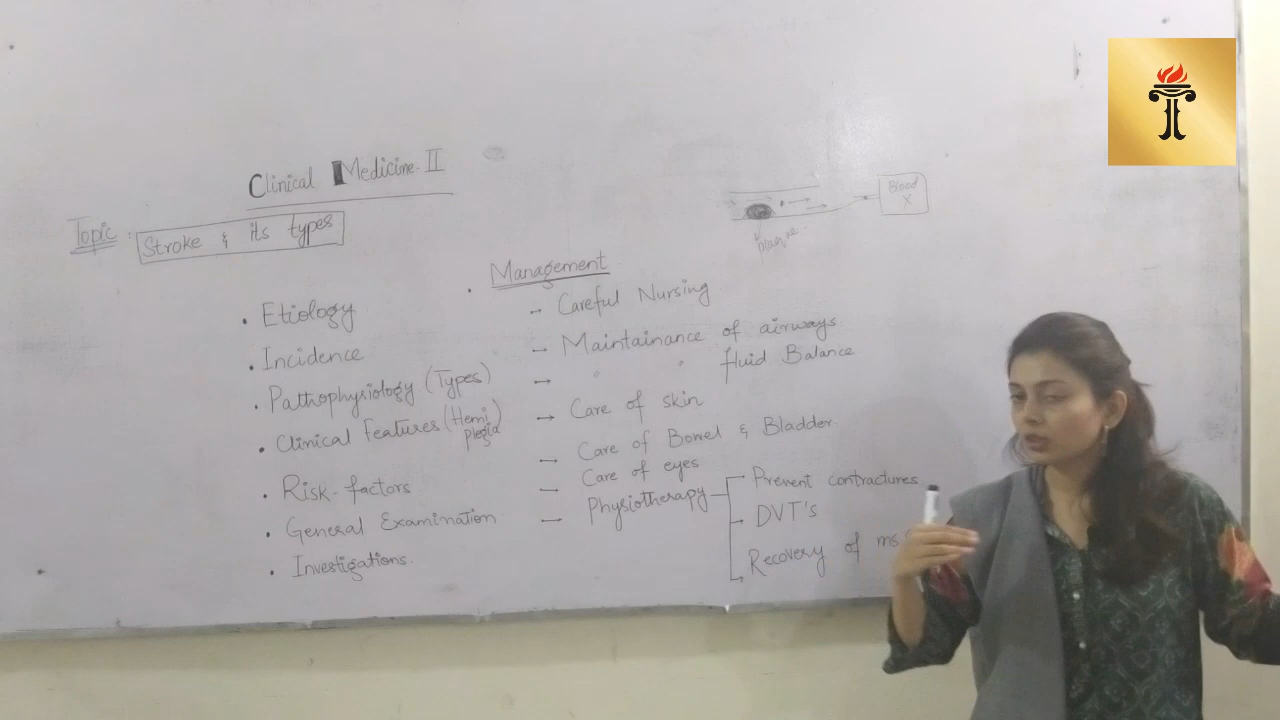 Clinical Medicine-II
Topic :
Stroke & its types
• Etiology
• Incidence
• Pathophysiology (Types)
• Clinical Features (Hemiplegia)
• Risk-factors
• General Examination
• Investigations.
• Management
→ Careful Nursing
→ Maintainance of airways
→ " " fluid Balance
→ Care of skin
→ Care of Bowel & Bladder.
→ Care of eyes
→ Physiotherapy
Prevent contractures
DVT's
Recovery of ms
plaque
Blood
X